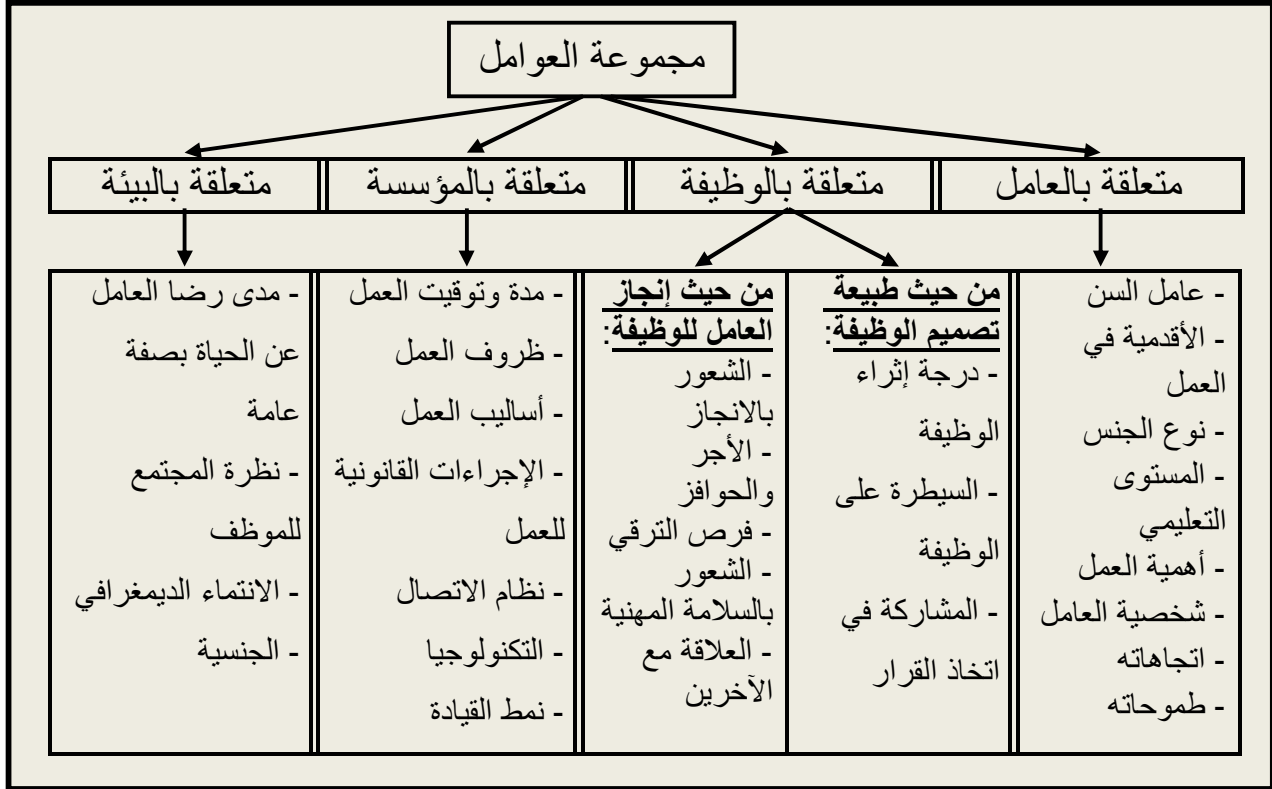 مجموعة العوامل
متعلقة بالعامل
متعلقة بالوظيفة
متعلقة بالمؤسسة
متعلقة بالبيئة
- عامل السن
- الأقدمية في
العمل
- نوع الجنس
- المستوى
التعليمي
- أهمية العمل
- شخصية العامل
- اتجاهاته
- طموحاته
من حيث طبيعة
تصميم الوظيفة:
- درجة إثراء
الوظيفة
- السيطرة على
الوظيفة
- المشاركة في
اتخاذ القرار
من حيث إنجاز
العامل للوظيفة:
- الشعور
بالانجاز
- الأجر
والحوافز
- فرص الترقي
- الشعور
بالسلامة المهنية
- العلاقة مع
الآخرين
- مدة وتوقيت العمل
- ظروف العمل
- أساليب العمل
- الإجراءات القانونية
للعمل
- نظام الاتصال
- التكنولوجيا
- نمط القيادة
- مدى رضا العامل
عن الحياة بصفة
عامة
- نظرة المجتمع
للموظف
- الانتماء الديمغرافي
- الجنسية